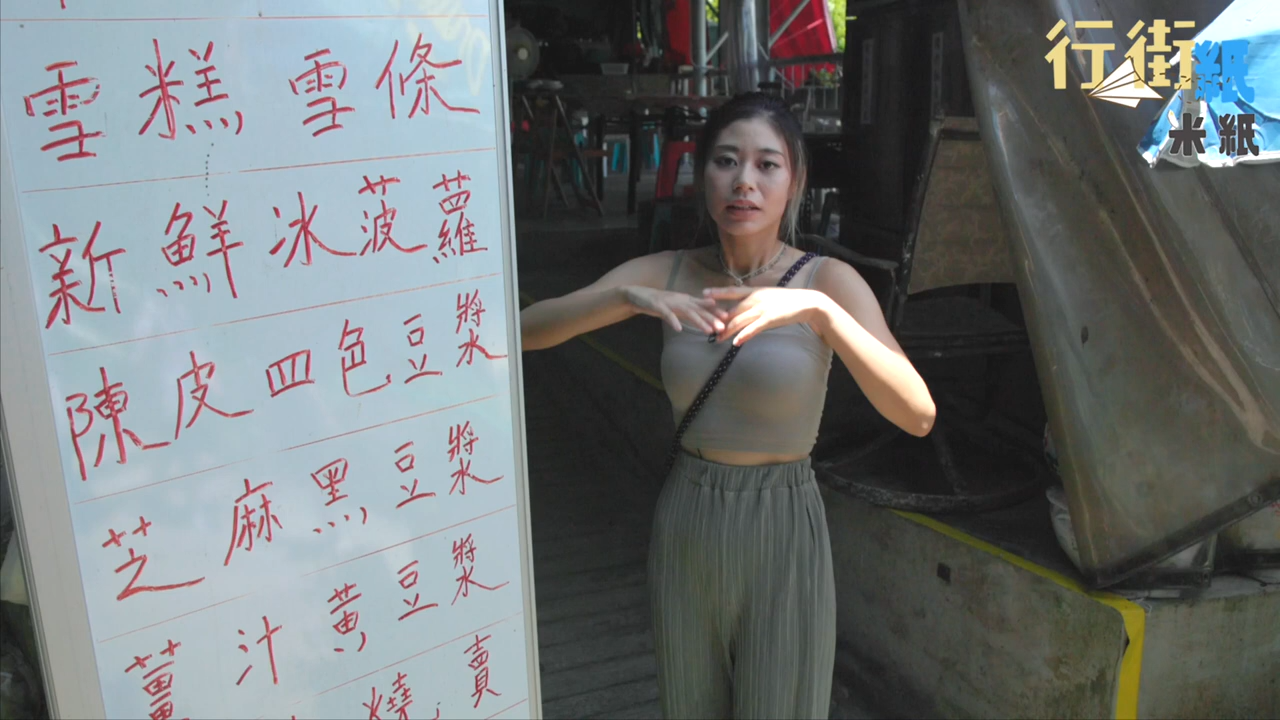 雪糕 雪條
新鮮冰菠蘿
陳皮四色豆漿
芝麻黑豆漿
薑汁黃豆漿
燒賣
行街紙
米紙